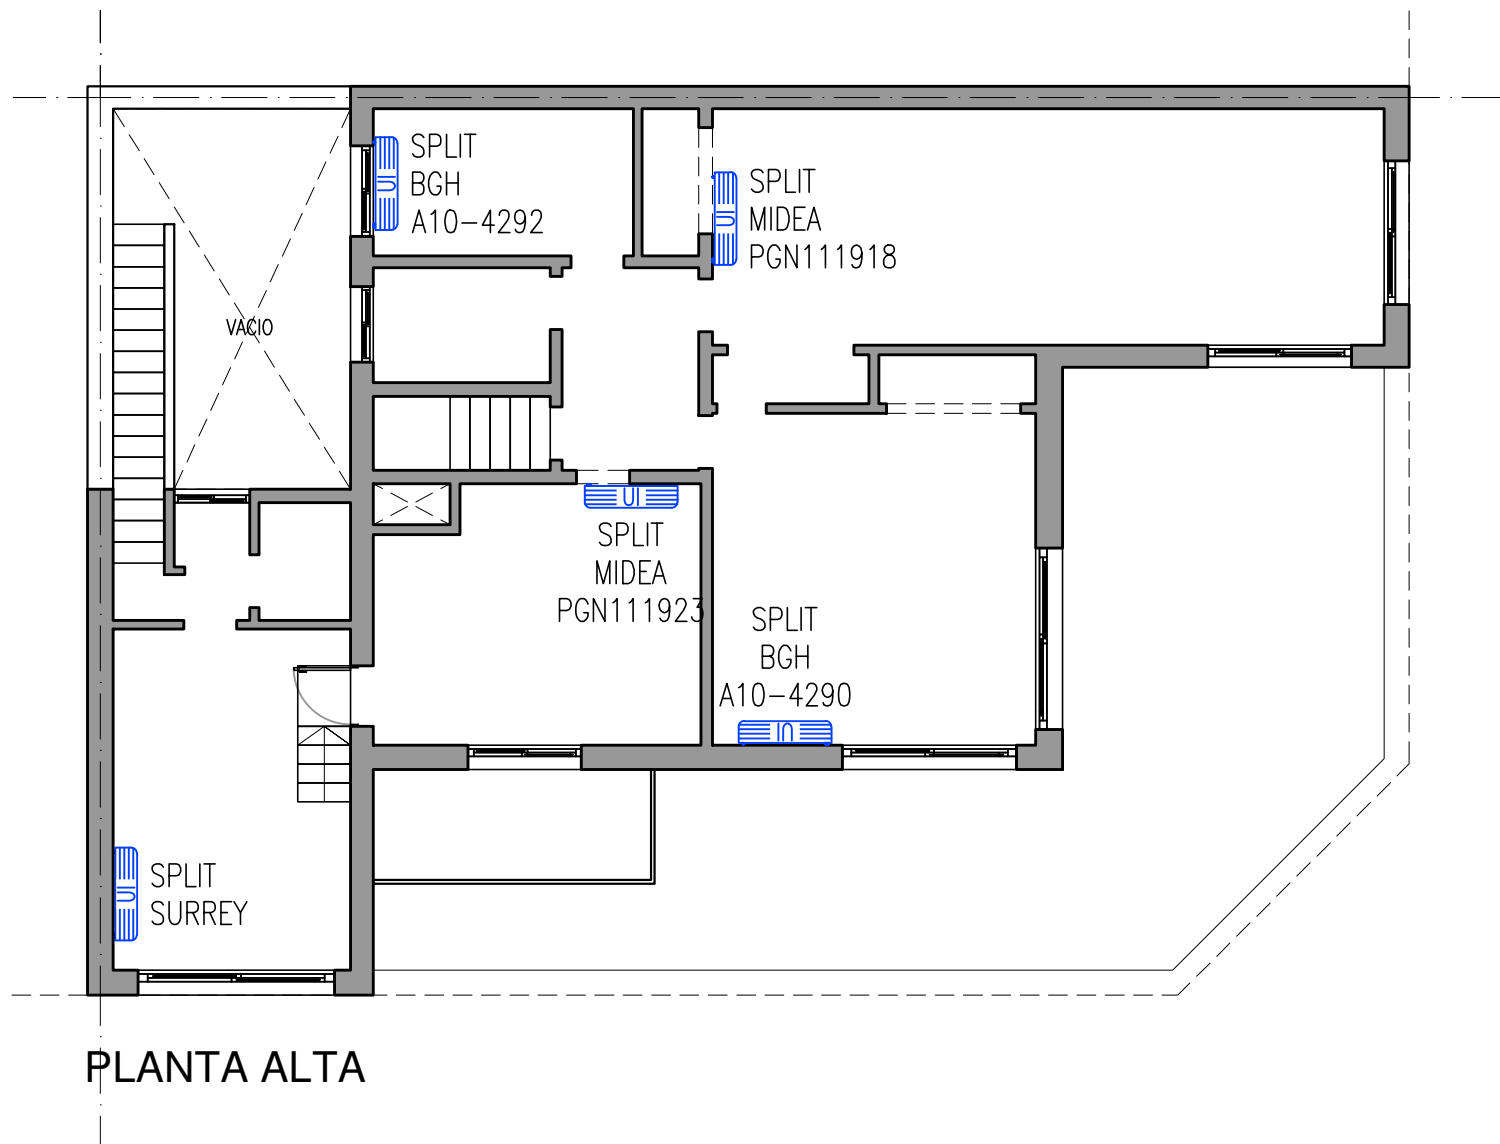 SPLIT
BGH
A10-4292
UI
SPLIT
MIDEA
PGN111918
UI
VACIO
UI
SPLIT
MIDEA
PGN111923
SPLIT
BGH
A10-4290
UI
SPLIT
SURREY
UI
PLANTA ALTA